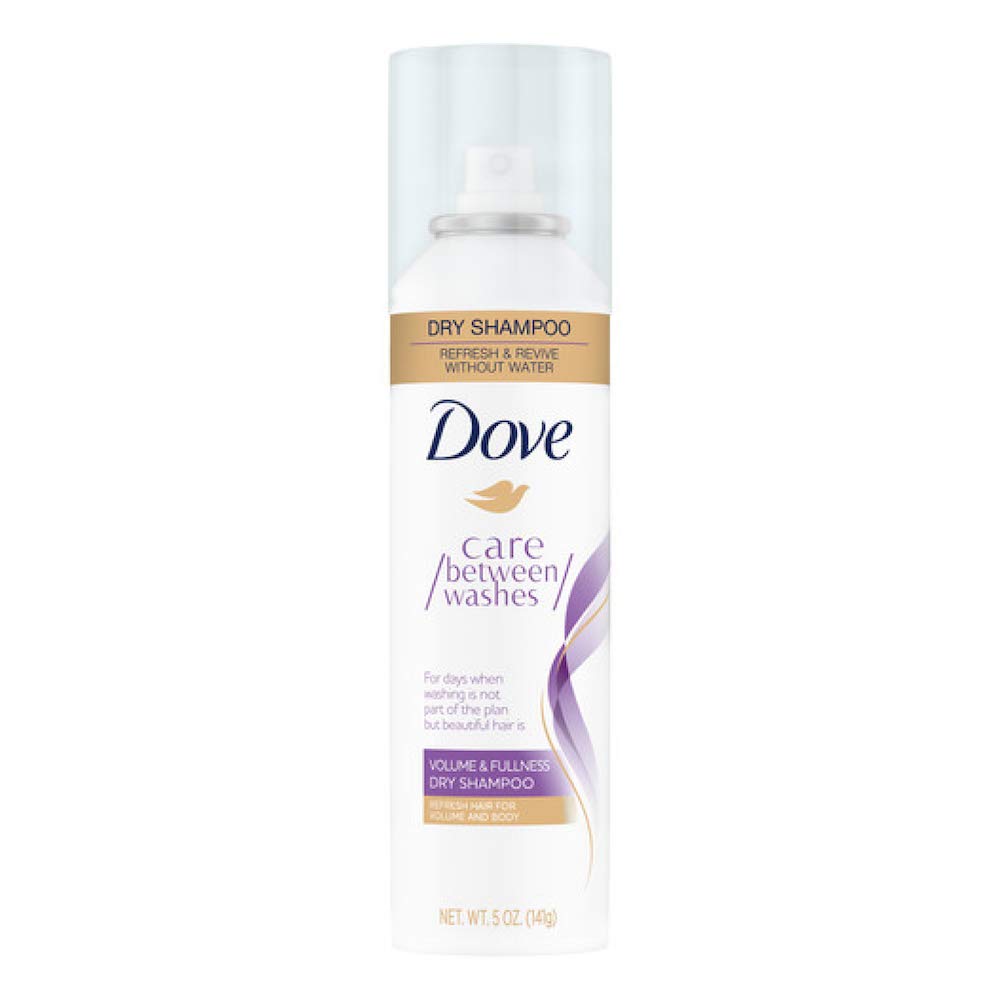 DRY SHAMPOO
REFRESH & REVIVE
WITHOUT WATER
Dove
care
/between/
washes
For days when
washing is not
part of the plan
but beautiful hair is
VOLUME & FULLNESS
DRY SHAMPOO
REFRESH HAIR FOR
VOLUME AND BODY
NET. WT. 5 OZ. (141g)